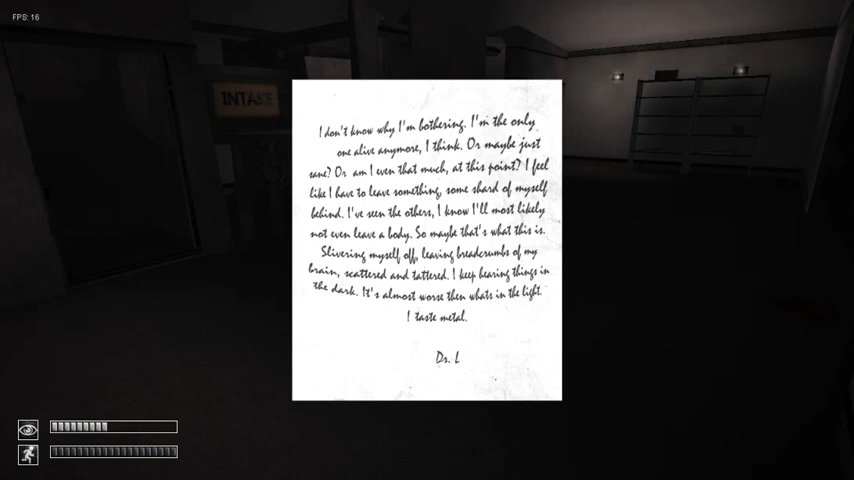 FPS: 16
INTAKE
I don't know why I'm bothering. I'm the only
one alive anymore, I think. Or maybe just
sane? Or am I even that much, at this point? I feel
like I have to leave something, some shard of myself
behind. I've seen the others, I know I'll most likely
not even leave a body. So maybe that's what this is.
Slivering myself off, leaving breadcrumbs of my
brain, scattered and tattered. I keep hearing things in
the dark. It's almost worse then whats in the light.
I taste metal.
Dr. L